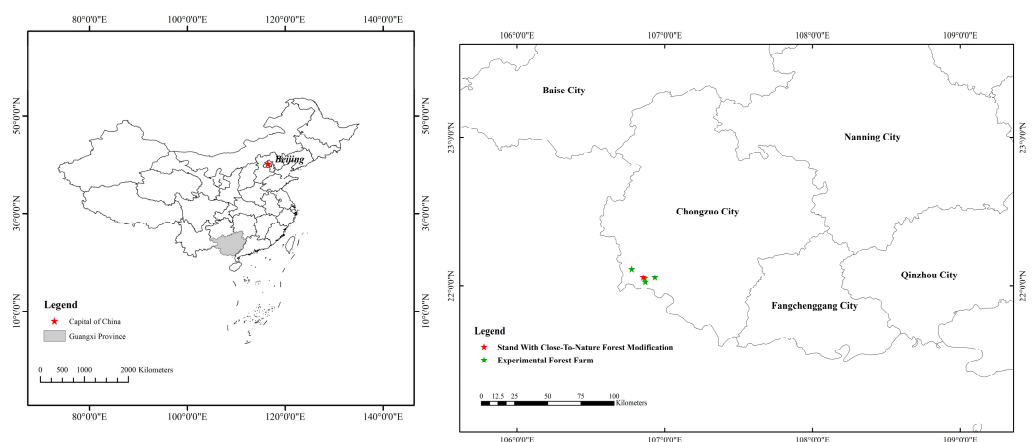 80°0'0"E 100°0'0"E 120°0'0"E 140°0'0"E
50°0'0"N
50°0'0"N
Beijing
30°0'0"N
30°0'0"N
10°0'0"N
10°0'0"N
Legend
Capital of China
Guangxi Province
0 500 1000 2000 Kilometers
80°0'0"E 100°0'0"E 120°0'0"E 140°0'0"E
106°0'0"E 107°0'0"E 108°0'0"E 109°0'0"E
Baise City
23°0'0"N
Nanning City
23°0'0"N
Chongzuo City
Qinzhou City
22°0'0"N
22°0'0"N
Fangchenggang City
Legend
Stand With Close-To-Nature Forest Modification
Experimental Forest Farm
0 12.5 25 50 75 100
Kilometers
106°0'0"E 107°0'0"E 108°0'0"E 109°0'0"E